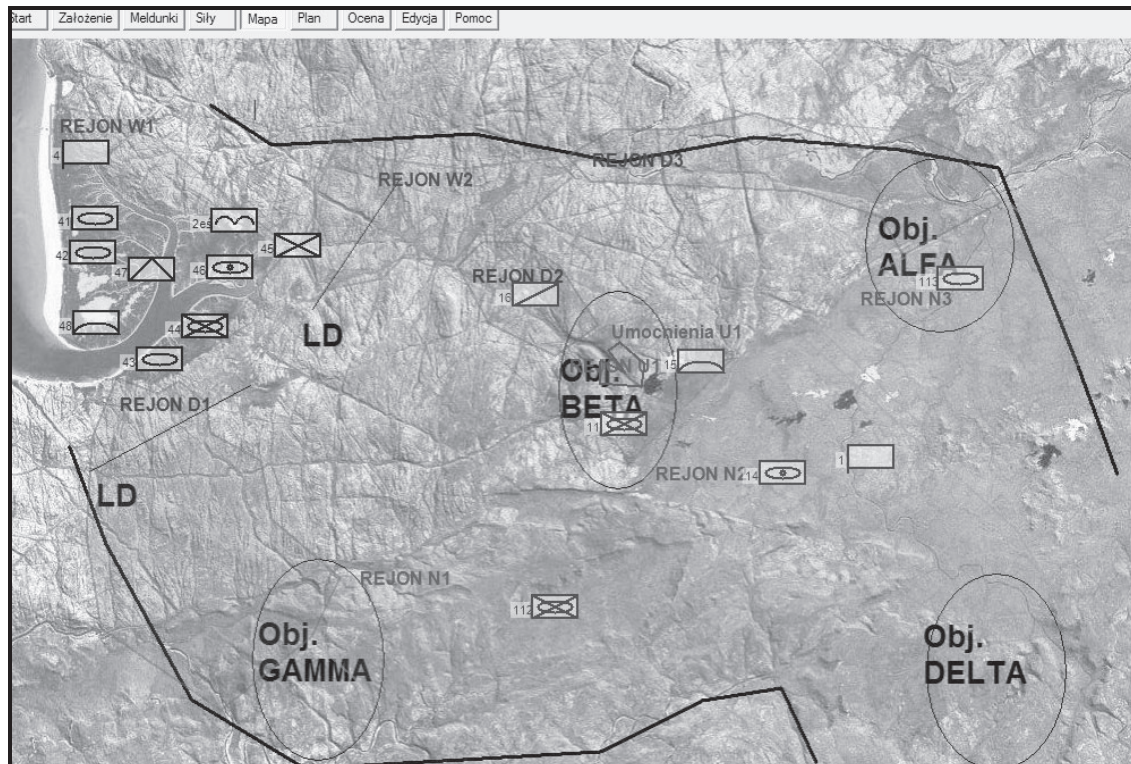 Start Założenie Meldunki Siły Mapa Plan Ocena Edycja Pomoc
REJON W1
4
REJON D3
REJON W2
41
2es
45
42
47
46
Obj.
ALFA
113
REJON N3
REJON D2
16
48
44
LD
Umocnienia U1
43
15
Obj.
BETA
REJON D1
11
1
REJON N2
14
LD
REJON N1
112
Obj.
GAMMA
Obj.
DELTA